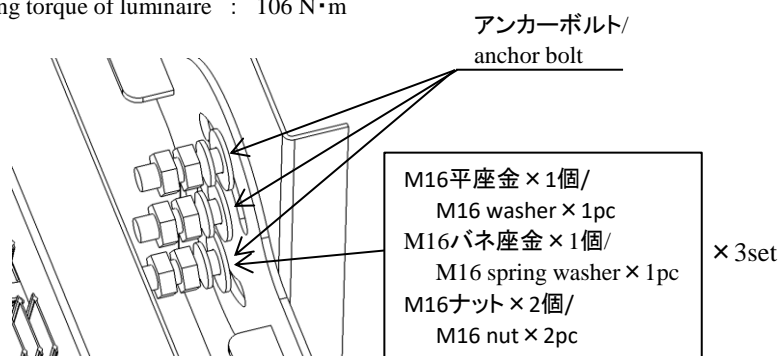 ng torque of luminaire : 106 N・m
アンカーボルト/
anchor bolt
M16平座金×1個/
M16 washer×1pc
M16バネ座金×1個/
M16 spring washer×1pc
M16ナット×2個/
M16 nut×2pc
×3set